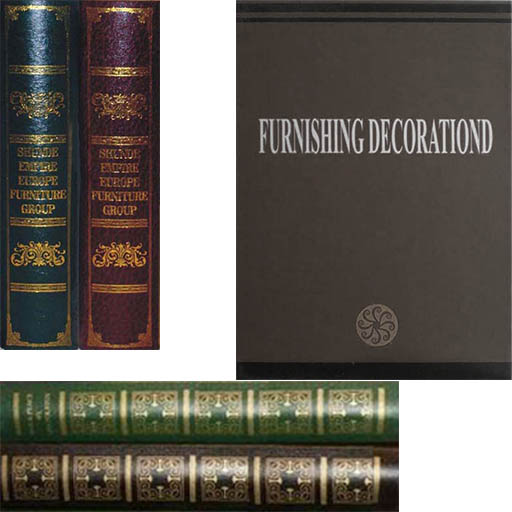 SHUNDE
EMPIRE
EUROPE
FURNITURE
GROUP
SHUNDE
EMPIRE
EUROPE
FURNITURE
GROUP
FURNISHING DECORATIOND